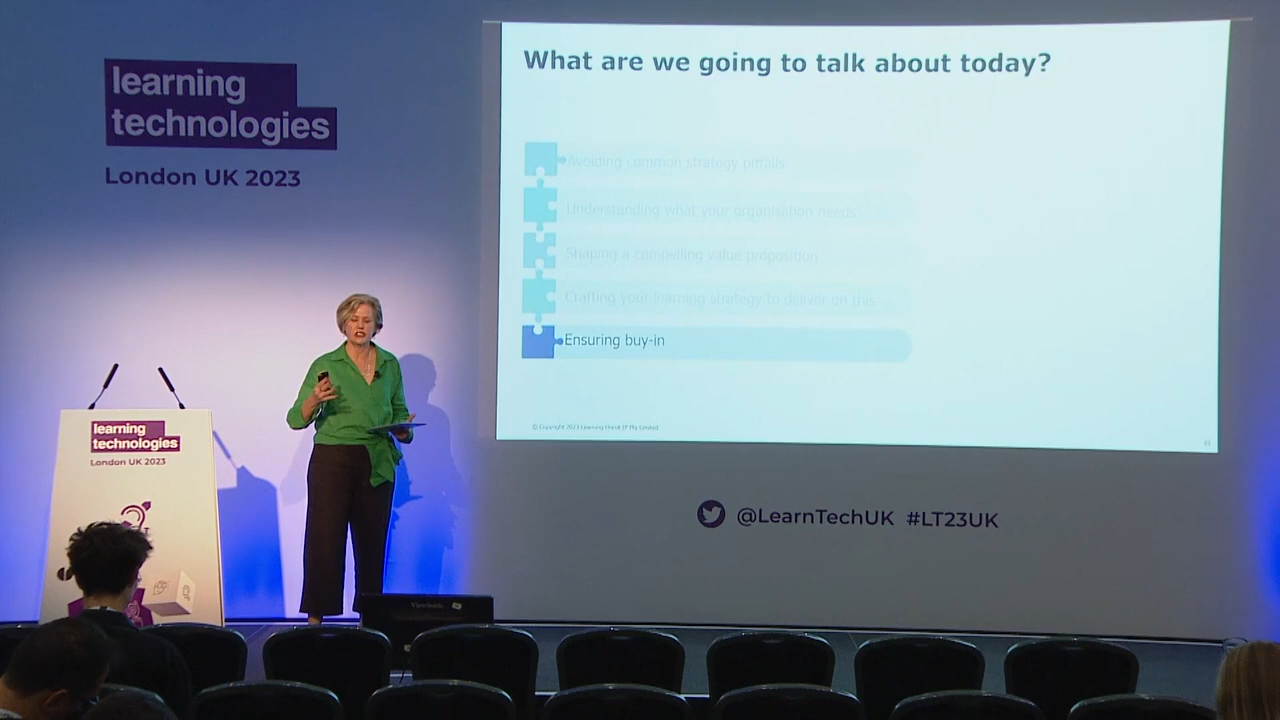 learning
technologies
London UK 2023
What are we going to talk about today?
Avoiding common strategy pitfalls
Understanding what your organisation needs
Shaping a compelling value proposition
Crafting your learning strategy to deliver on this
Ensuring buy-in
@LearnTechUK #LT23UK
learning
technologies
London UK 2023
ViewSonic